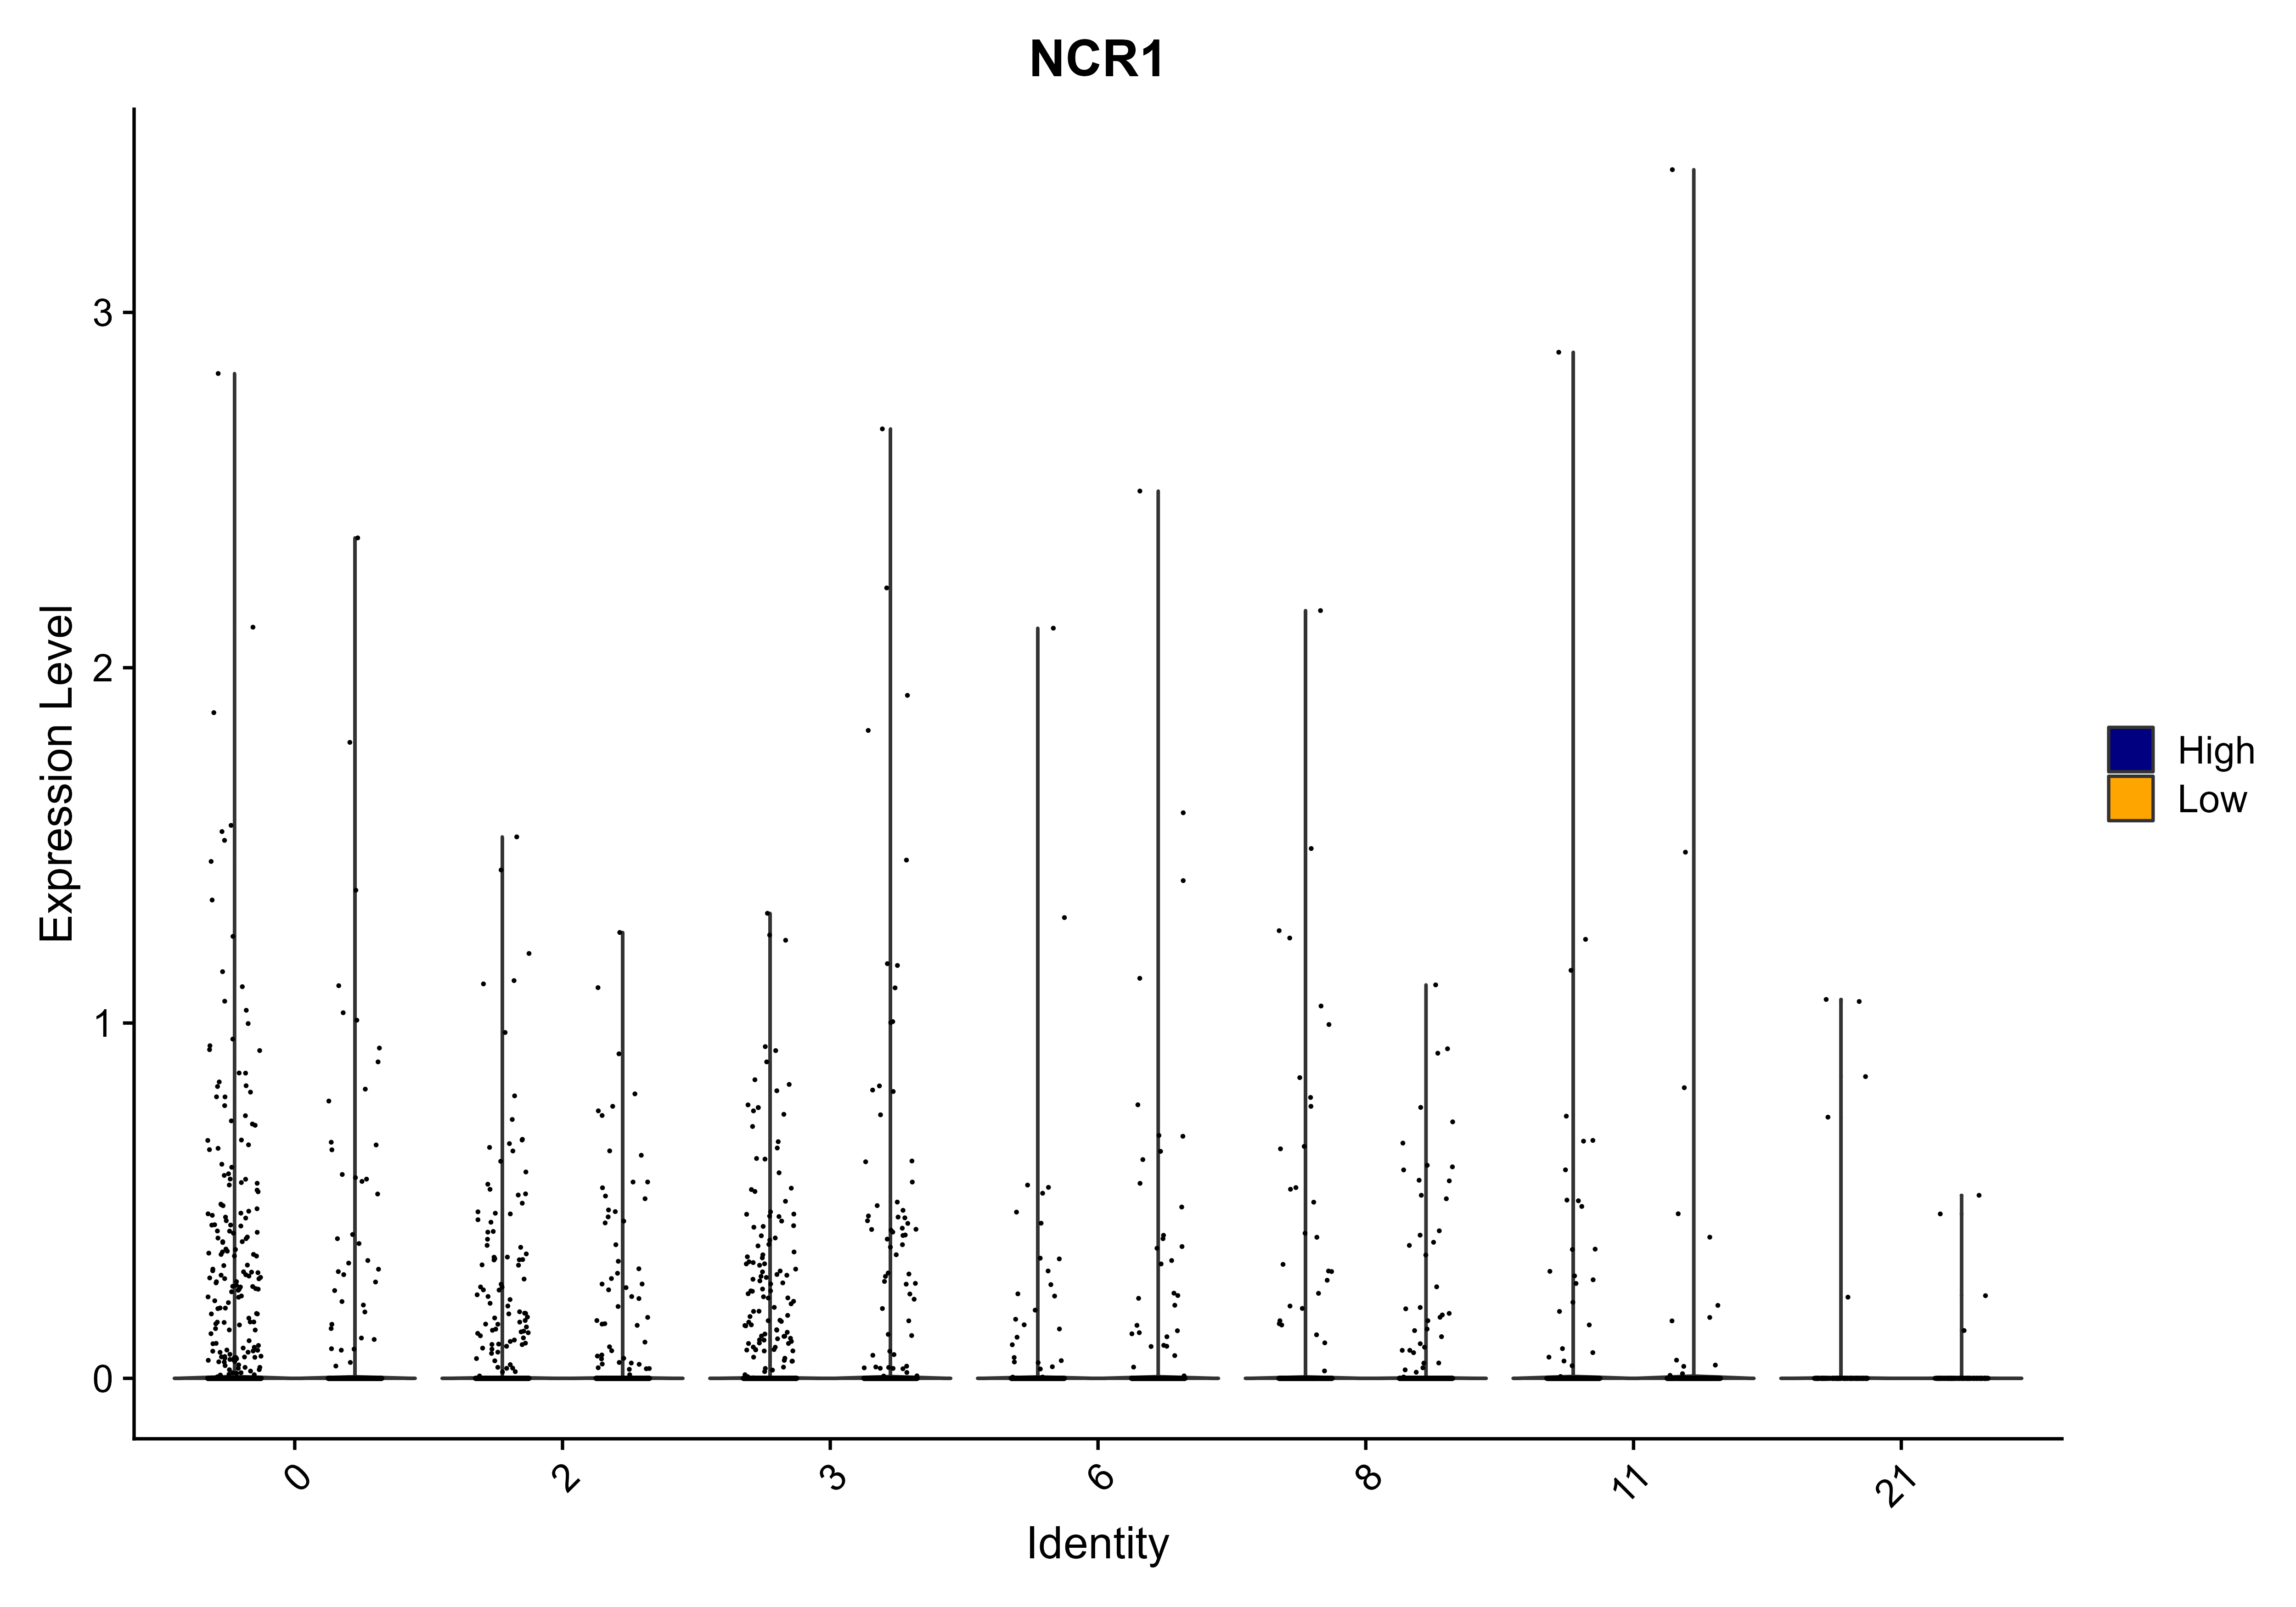 NCR1
Expression Level
3
2
1
0
High
Low
0 2 3 6 8 11 21
Identity